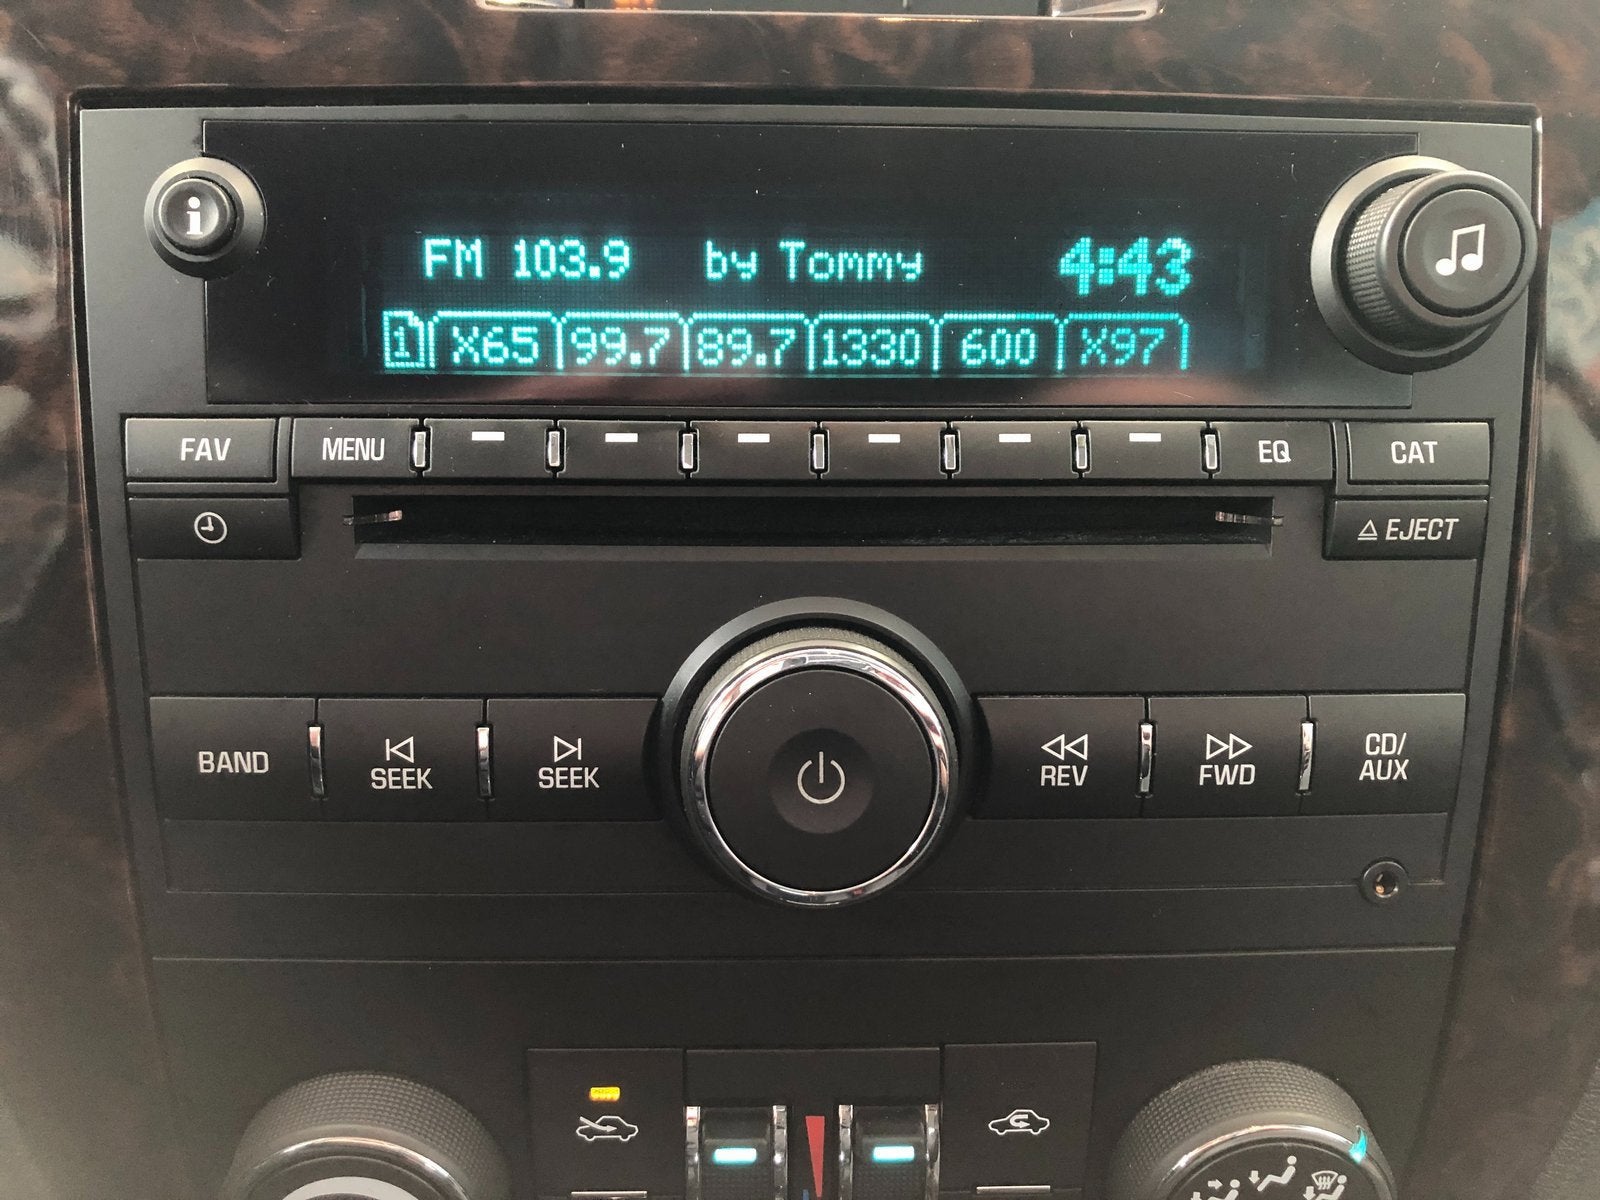 i
FM 103.9 by Tommy 4:43
1 X65 99.7 89.7 1330 600 X97
FAV MENU EQ CAT
EJECT
BAND SEEK SEEK REV FWD CD/
AUX